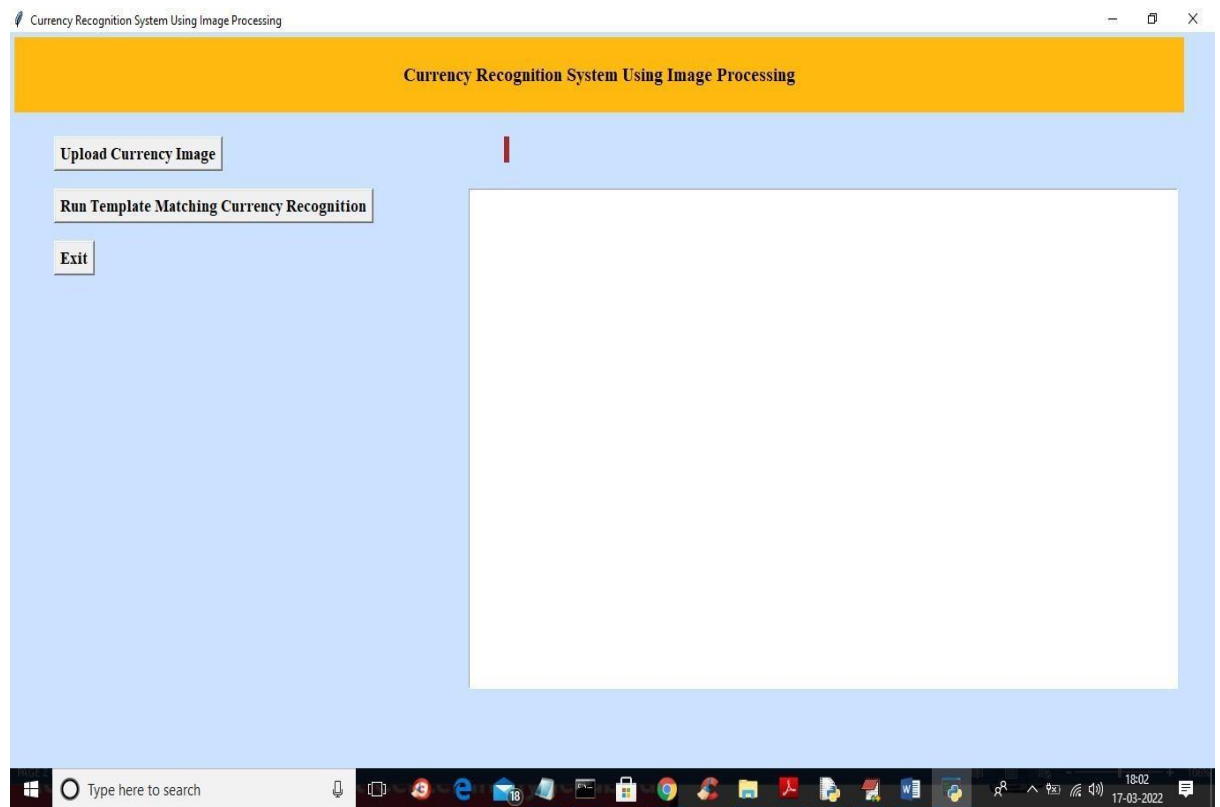 Currency Recognition System Using Image Processing
Currency Recognition System Using Image Processing
Upload Currency Image
Run Template Matching Currency Recognition
Exit
Type here to search
18
18:02
17-03-2022